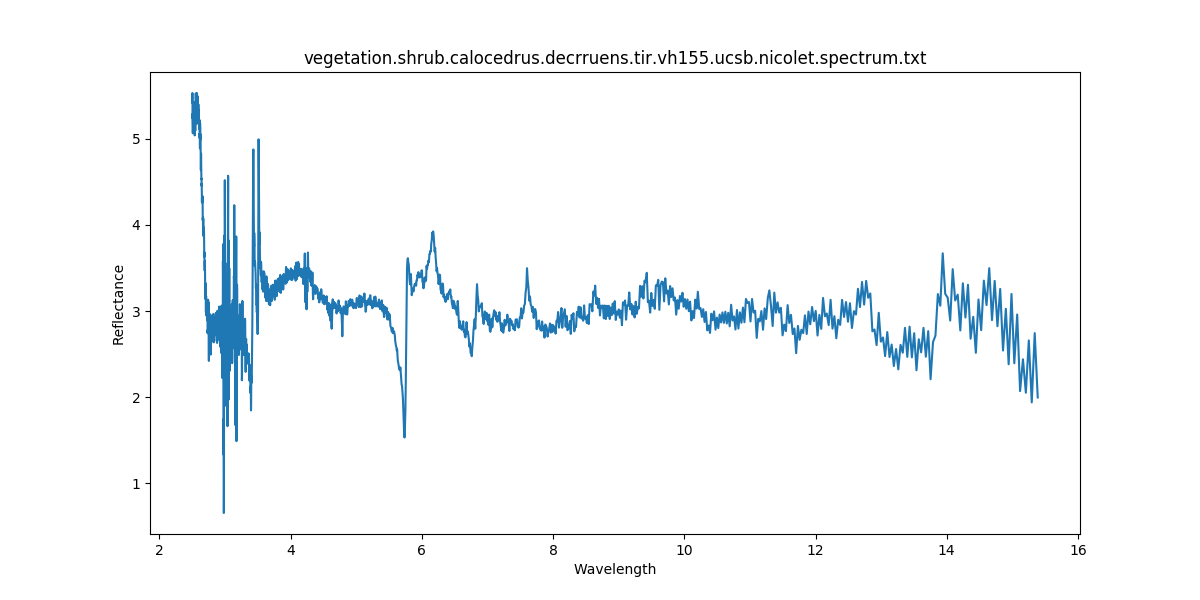 vegetation.shrub.calocedrus.decrruens.tir.vh155.ucsb.nicolet.spectrum.txt
5
4
3
2
1
Reflectance
2 4 6 8 10 12 14 16
Wavelength